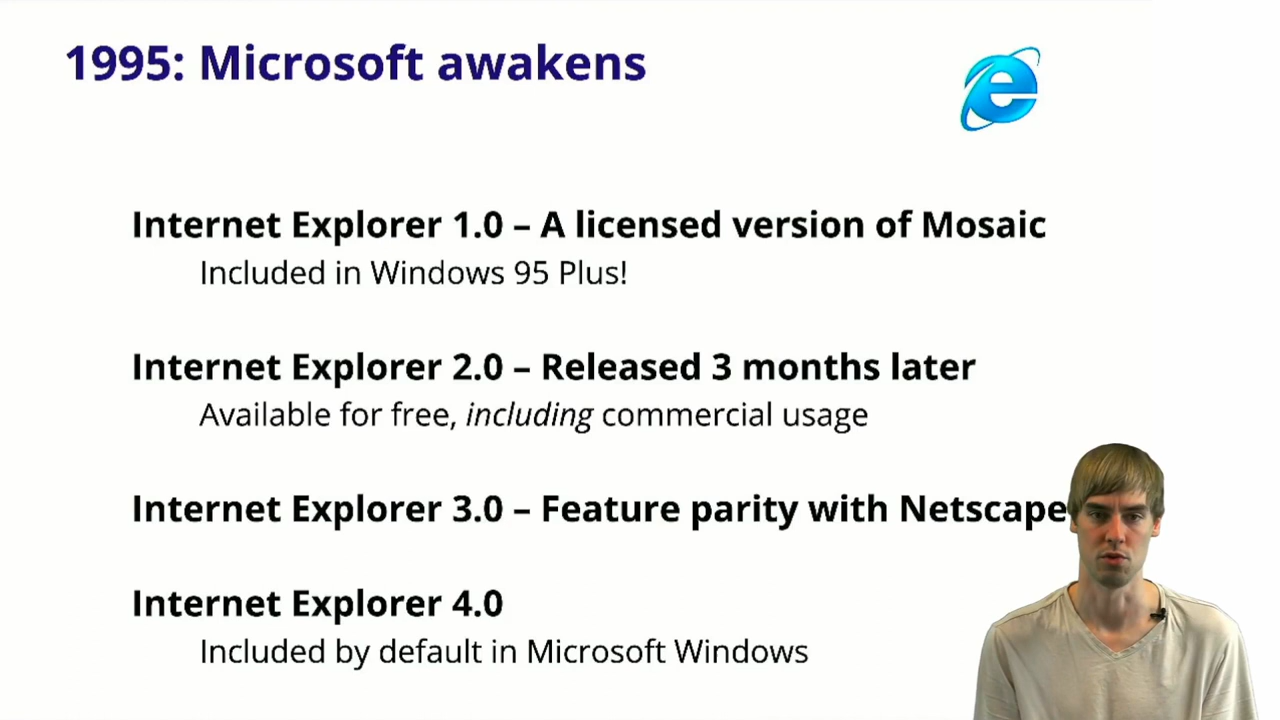 1995: Microsoft awakens
Internet Explorer 1.0 – A licensed version of Mosaic
Included in Windows 95 Plus!
Internet Explorer 2.0 – Released 3 months later
Available for free, including commercial usage
Internet Explorer 3.0 – Feature parity with Netscape
Internet Explorer 4.0
Included by default in Microsoft Windows